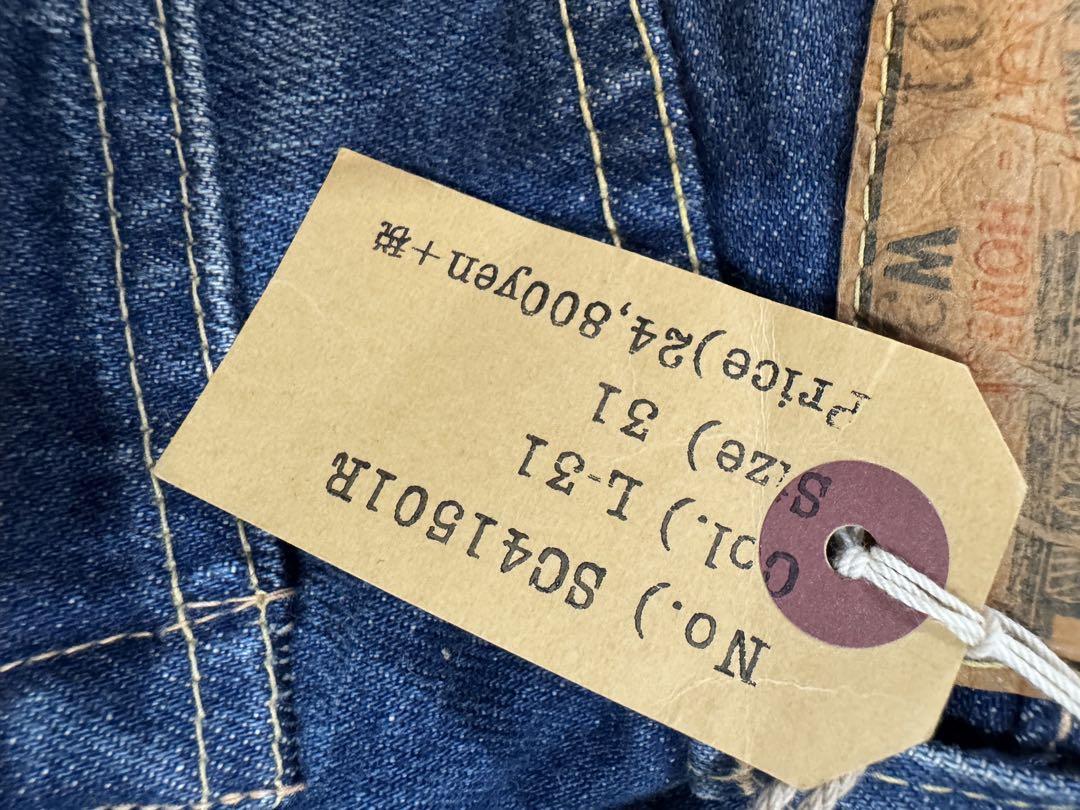 No.) SC41501R
Col.) L-31
Size) 31
Price)24,800yen+税